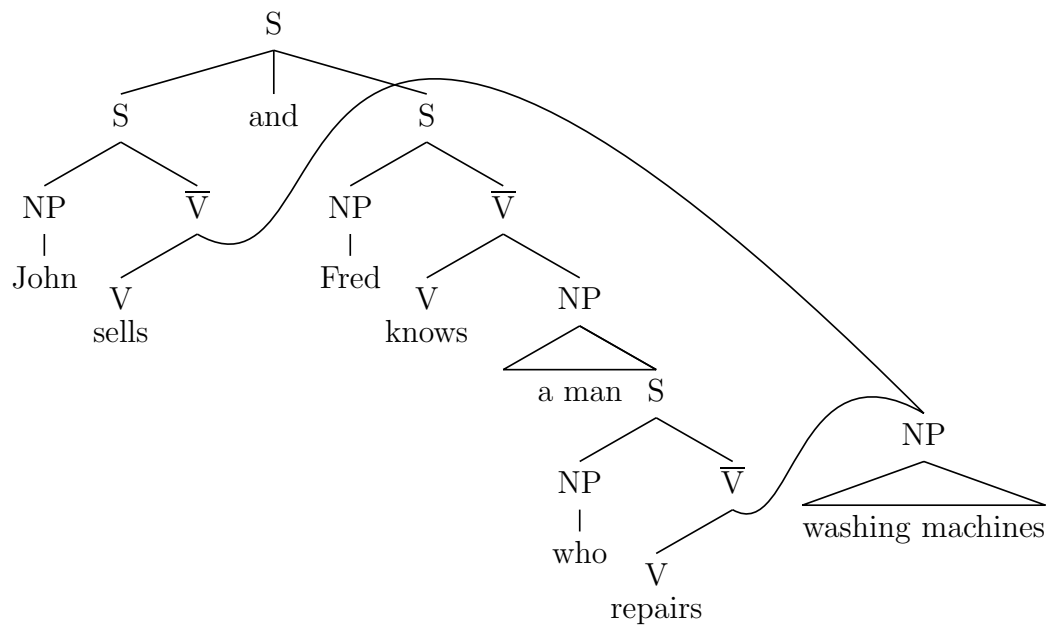 S
S and S
NP V̅ NP V̅
John Fred
V V NP
sells knows
a man S
NP
NP V̅
washing machines
who
V
repairs